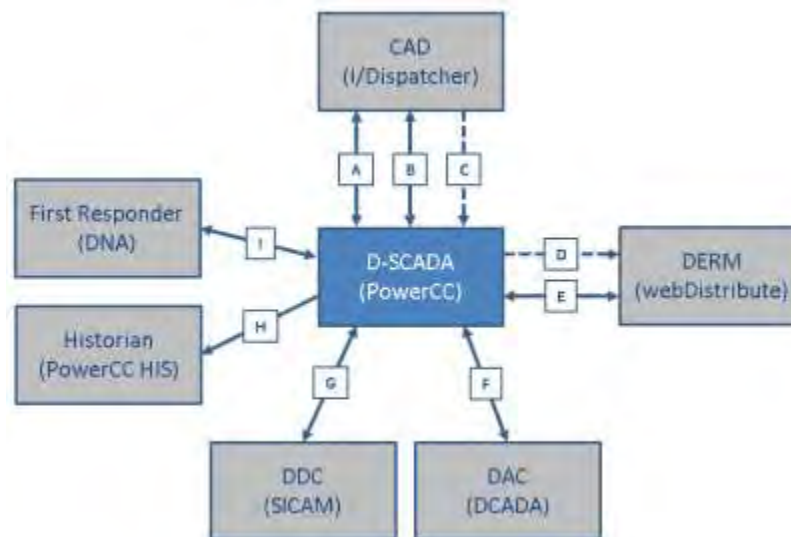 CAD
(I/Dispatcher)
A
B
C
First Responder
(DNA)
I
D-SCADA
(PowerCC)
D
E
DERM
(webDistribute)
H
Historian
(PowerCC HIS)
G
F
DDC
(SICAM)
DAC
(DCADA)